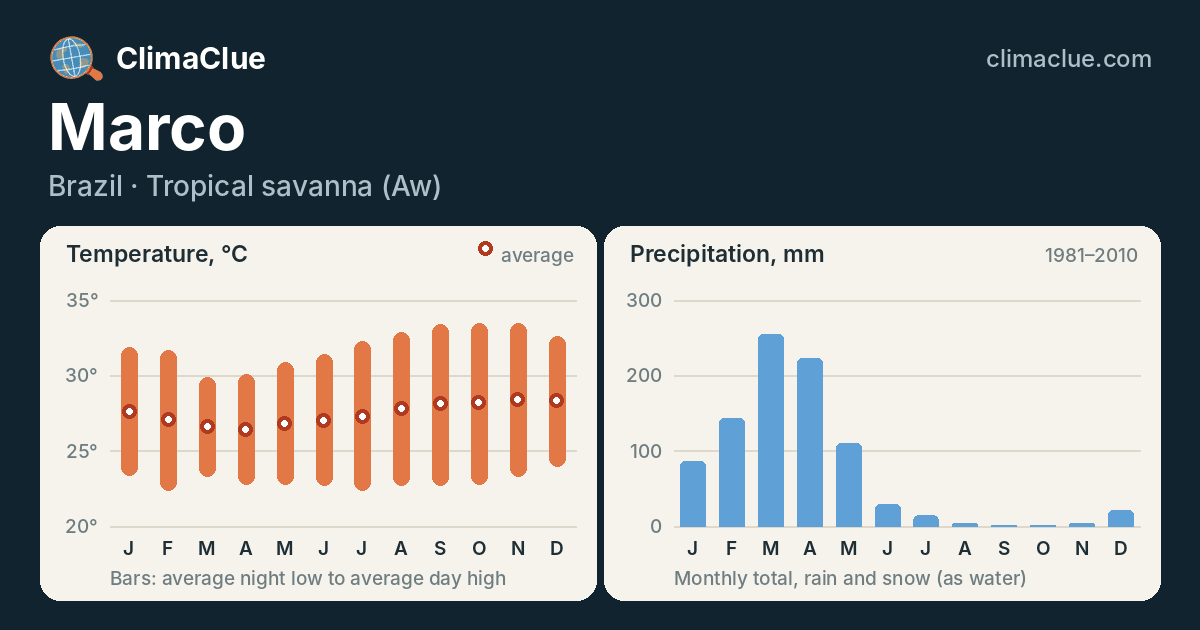 ClimaClue
climaclue.com
Marco
Brazil · Tropical savanna (Aw)
Temperature, °C
average
35°
30°
25°
20°
J F M A M J J A S O N D
Bars: average night low to average day high
Precipitation, mm
1981–2010
300
200
100
0
J F M A M J J A S O N D
Monthly total, rain and snow (as water)